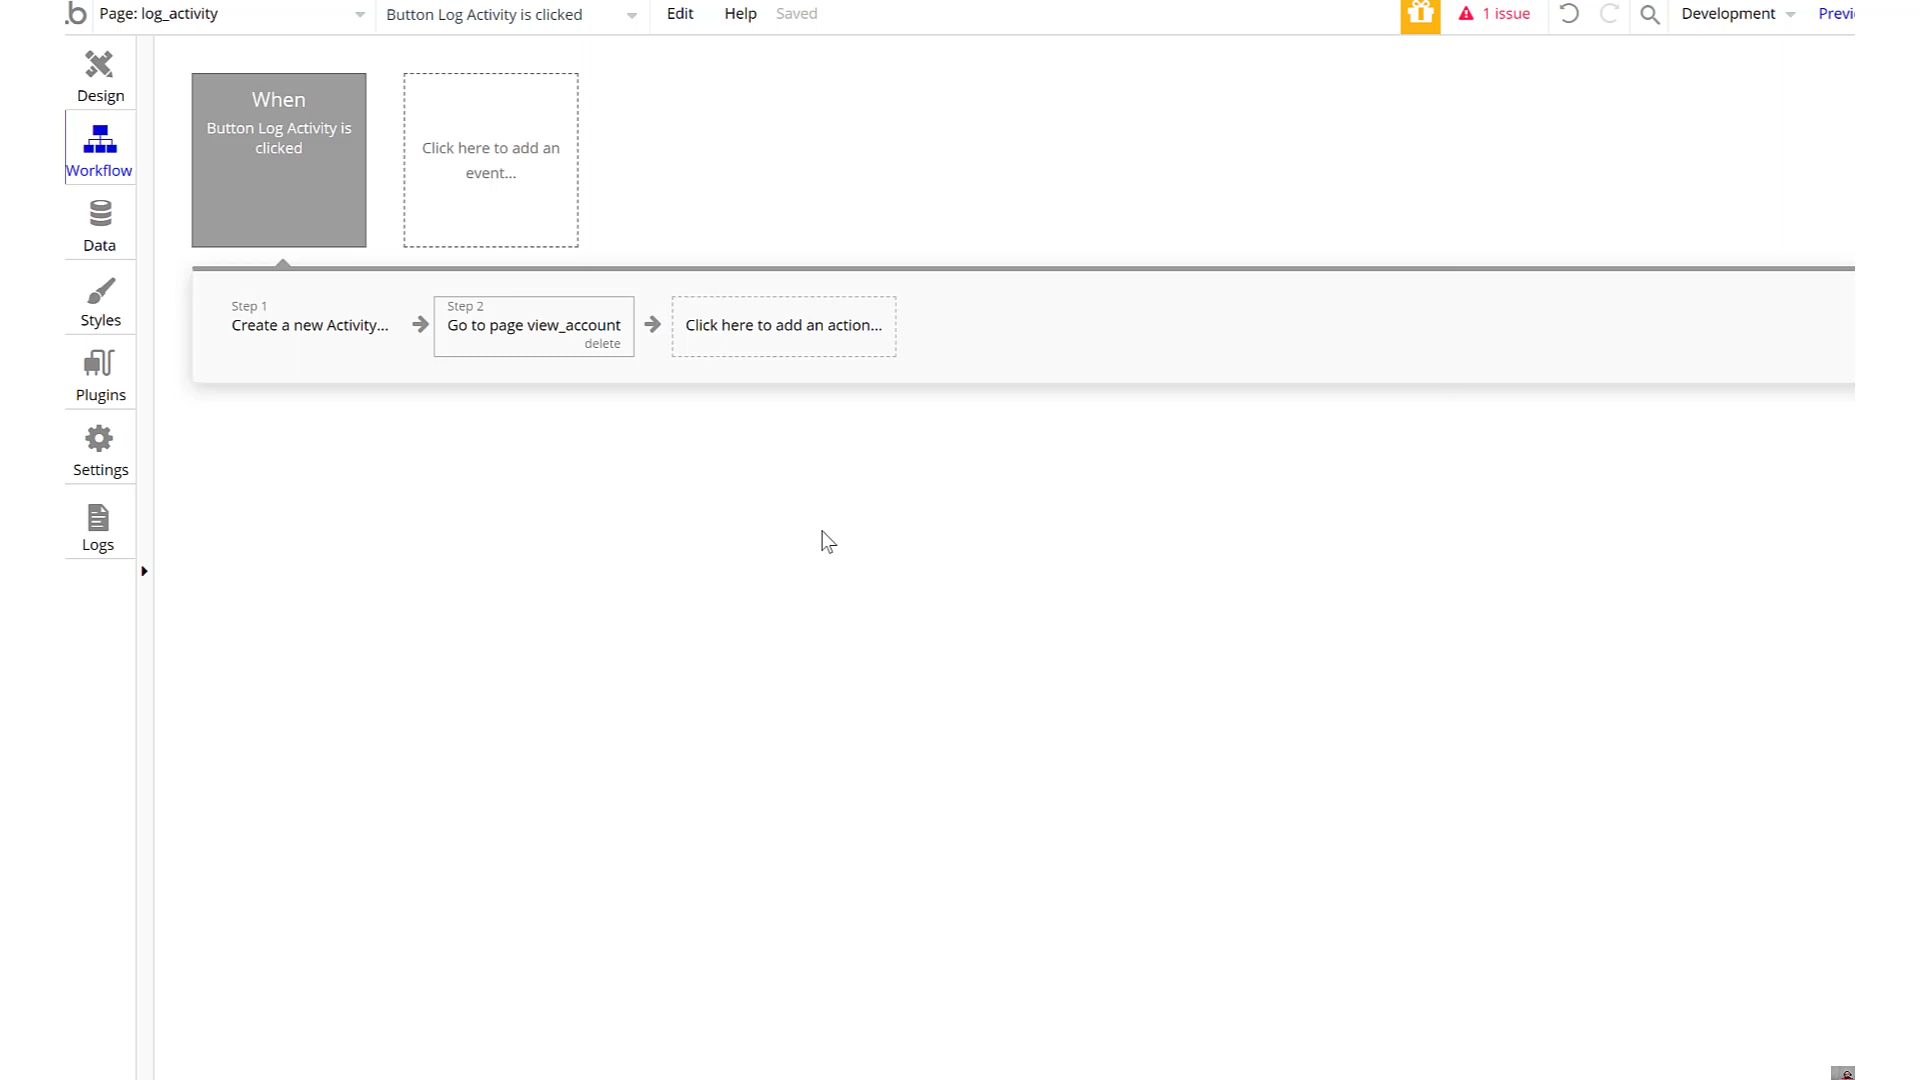 .b Page: log_activity Button Log Activity is clicked Edit Help Saved 1 issue Development Previ
Design
Workflow
Data
Styles
Plugins
Settings
Logs
When
Button Log Activity is
clicked
Click here to add an
event...
Step 1
Create a new Activity...
Step 2
Go to page view_account
delete
Click here to add an action...